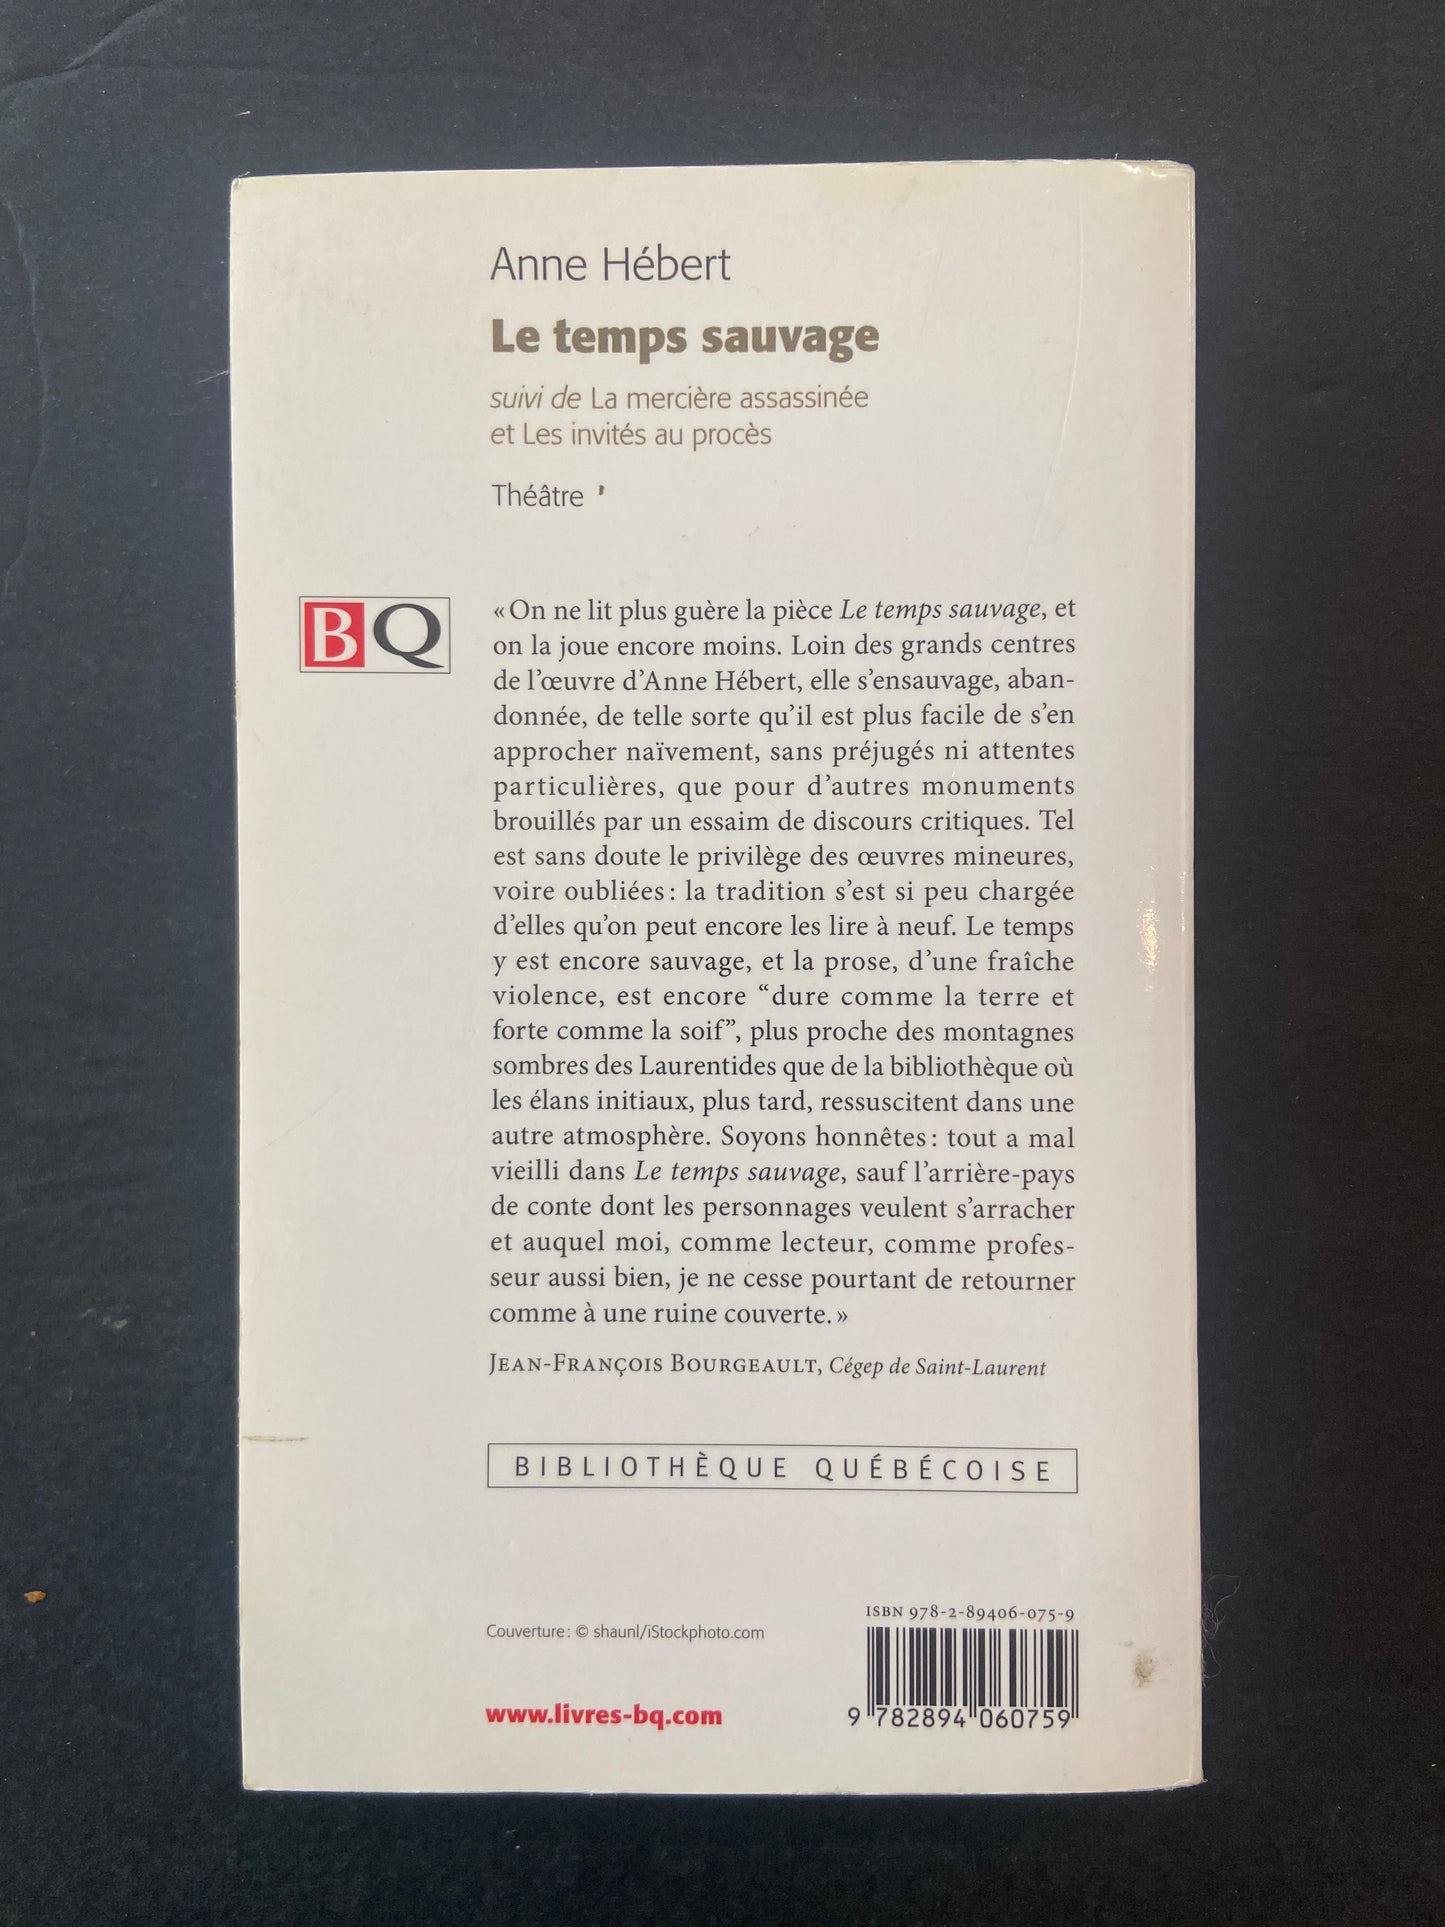 Anne Hébert
Le temps sauvage
suivi de La mercière assassinée
et Les invités au procès
Théâtre
BQ
« On ne lit plus guère la pièce Le temps sauvage, et
on la joue encore moins. Loin des grands centres
de l’œuvre d’Anne Hébert, elle s’ensauvage, aban-
donnée, de telle sorte qu’il est plus facile de s’en
approcher naïvement, sans préjugés ni attentes
particulières, que pour d’autres monuments
brouillés par un essaim de discours critiques. Tel
est sans doute le privilège des œuvres mineures,
voire oubliées : la tradition s’est si peu chargée
d’elles qu’on peut encore les lire à neuf. Le temps
y est encore sauvage, et la prose, d’une fraîche
violence, est encore “dure comme la terre et
forte comme la soif”, plus proche des montagnes
sombres des Laurentides que de la bibliothèque où
les élans initiaux, plus tard, ressuscitent dans une
autre atmosphère. Soyons honnêtes : tout a mal
vieilli dans Le temps sauvage, sauf l’arrière-pays
de conte dont les personnages veulent s’arracher
et auquel moi, comme lecteur, comme profes-
seur aussi bien, je ne cesse pourtant de retourner
comme à une ruine couverte. »
JEAN-FRANÇOIS BOURGEAULT, Cégep de Saint-Laurent
BIBLIOTHÈQUE QUÉBÉCOISE
ISBN 978-2-89406-075-9
Couverture : © shaunl/iStockphoto.com
www.livres-bq.com
9 782894 060759